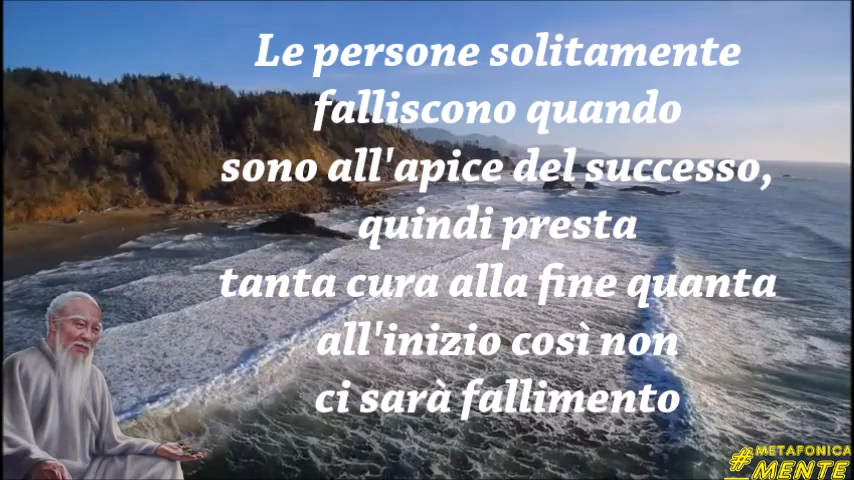 Le persone solitamente
falliscono quando
sono all'apice del successo,
quindi presta
tanta cura alla fine quanta
all'inizio così non
ci sarà fallimento
#METAFONICA
MENTE